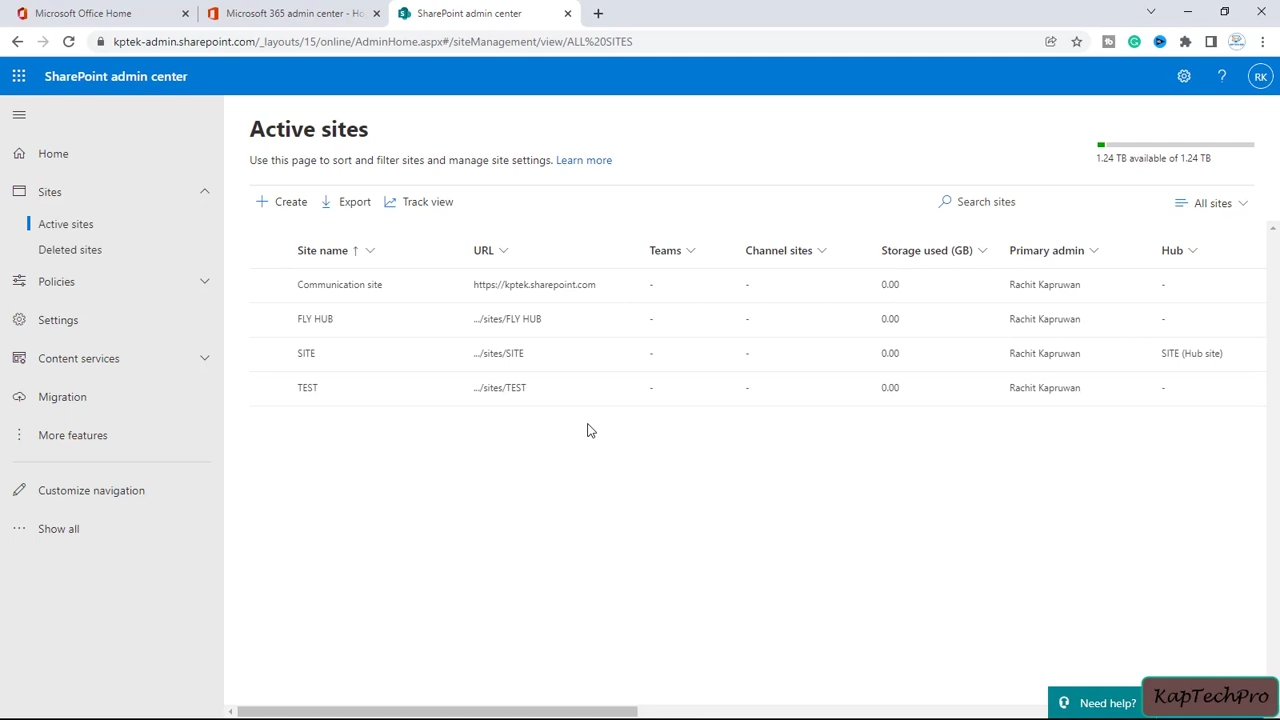 Microsoft Office Home
Microsoft 365 admin center - Ho
SharePoint admin center
kptek-admin.sharepoint.com/_layouts/15/online/AdminHome.aspx#/siteManagement/view/ALL%20SITES
SharePoint admin center
?
RK
Home
Sites
Active sites
Deleted sites
Policies
Settings
Content services
Migration
More features
Customize navigation
Show all
Active sites
Use this page to sort and filter sites and manage site settings. Learn more
1.24 TB available of 1.24 TB
Create Export Track view Search sites All sites
Site name ↑ URL Teams Channel sites Storage used (GB) Primary admin Hub
Communication site https://kptek.sharepoint.com - - 0.00 Rachit Kapruwan -
FLY HUB .../sites/FLY HUB - - 0.00 Rachit Kapruwan -
SITE .../sites/SITE - - 0.00 Rachit Kapruwan SITE (Hub site)
TEST .../sites/TEST - - 0.00 Rachit Kapruwan -
Need help?
KapTechPro